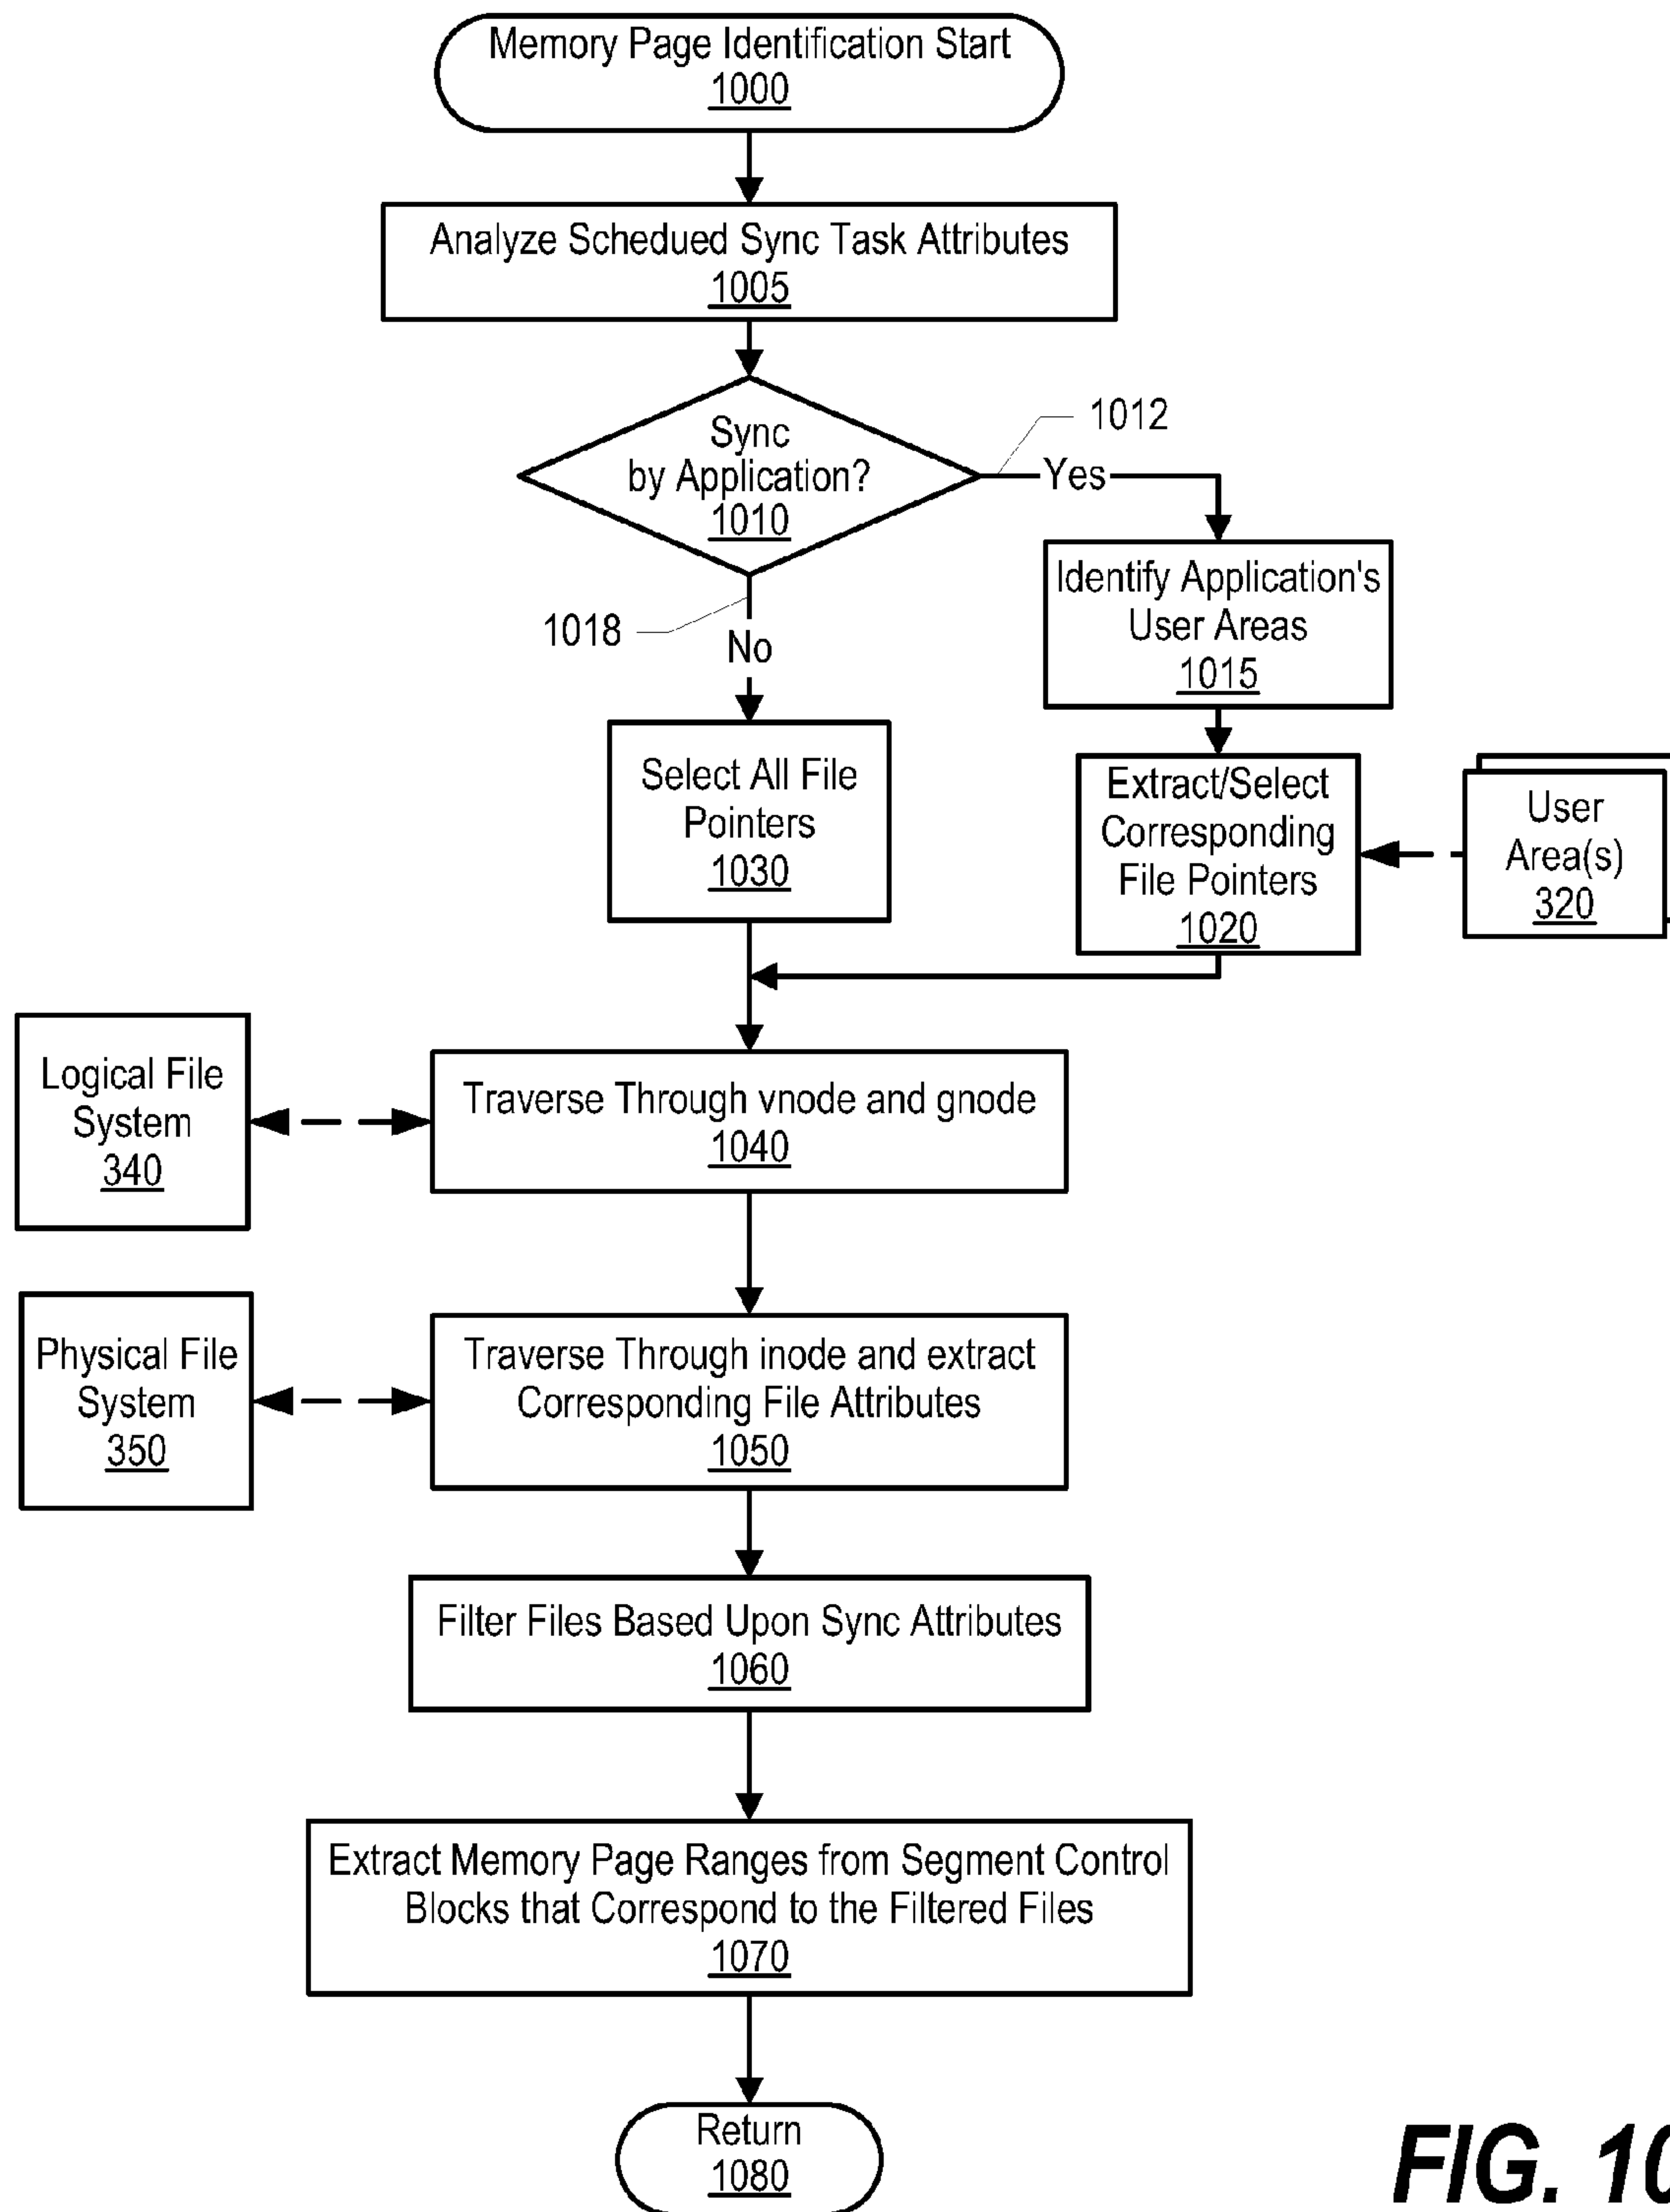 Memory Page Identification Start
1000
Analyze Schedued Sync Task Attributes
1005
Sync
by Application?
1010
1012
Yes
1018
No
Identify Application's
User Areas
1015
Select All File
Pointers
1030
Extract/Select
Corresponding
File Pointers
1020
User
Area(s)
320
Logical File
System
340
Traverse Through vnode and gnode
1040
Physical File
System
350
Traverse Through inode and extract
Corresponding File Attributes
1050
Filter Files Based Upon Sync Attributes
1060
Extract Memory Page Ranges from Segment Control
Blocks that Correspond to the Filtered Files
1070
Return
1080
FIG. 10